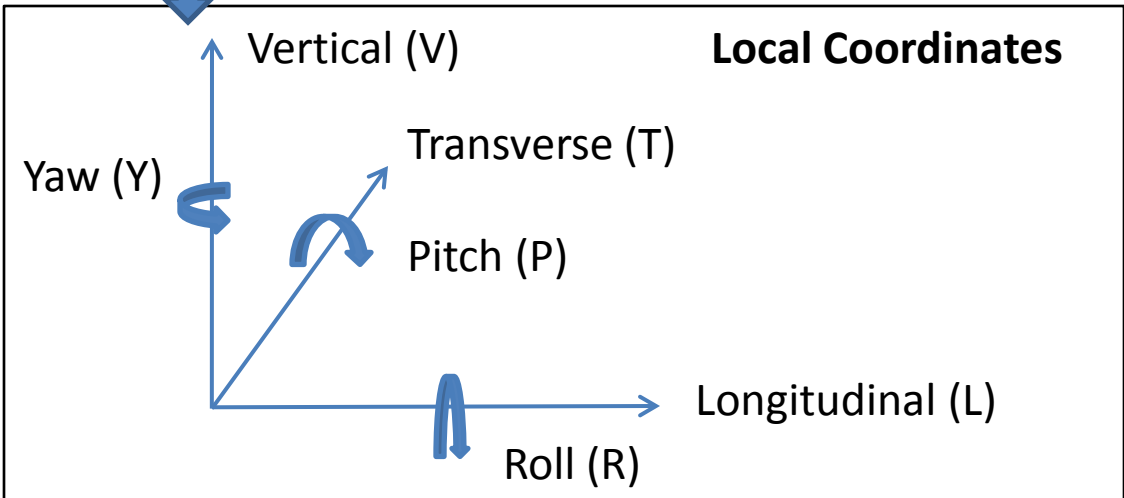 Vertical (V)
Local Coordinates
Transverse (T)
Yaw (Y)
Pitch (P)
Longitudinal (L)
Roll (R)